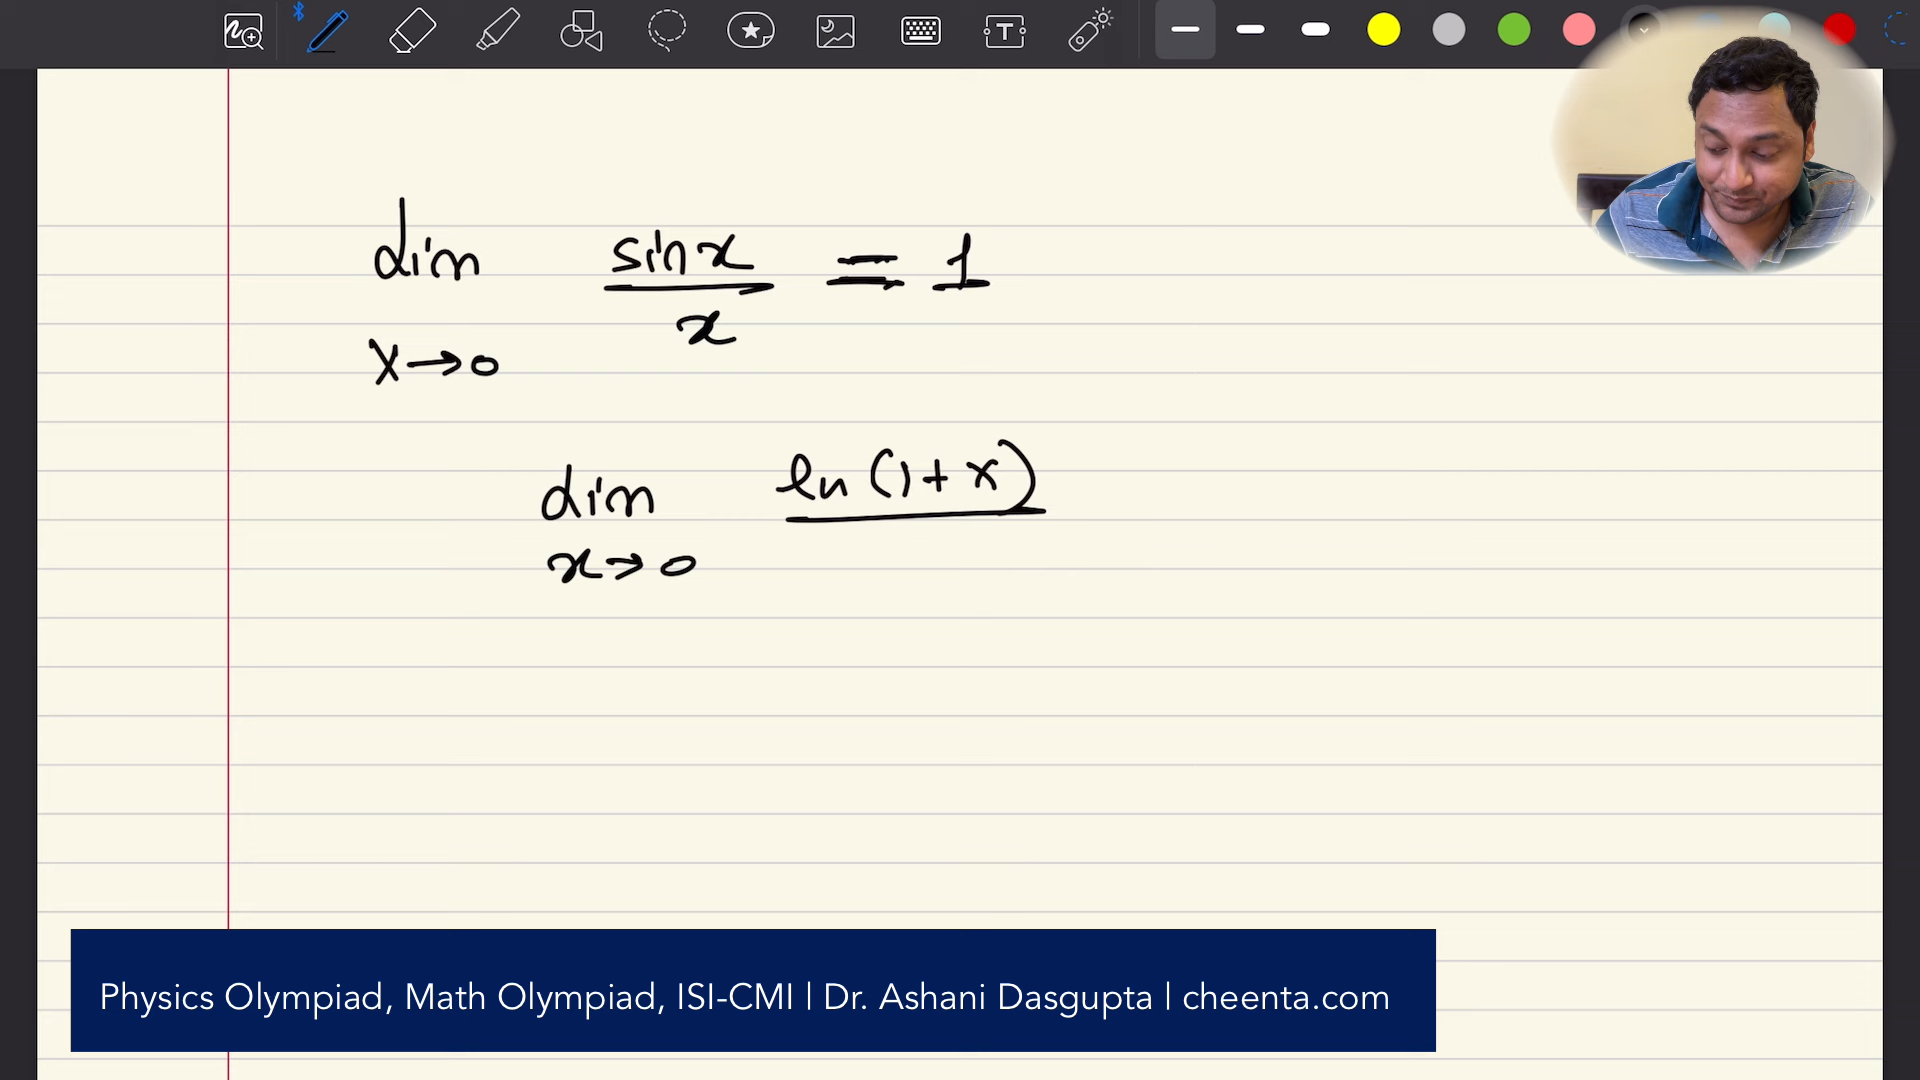 lim sin x / x = 1
x → 0
lim ln (1 + x)
x → 0
Physics Olympiad, Math Olympiad, ISI-CMI | Dr. Ashani Dasgupta | cheenta.com